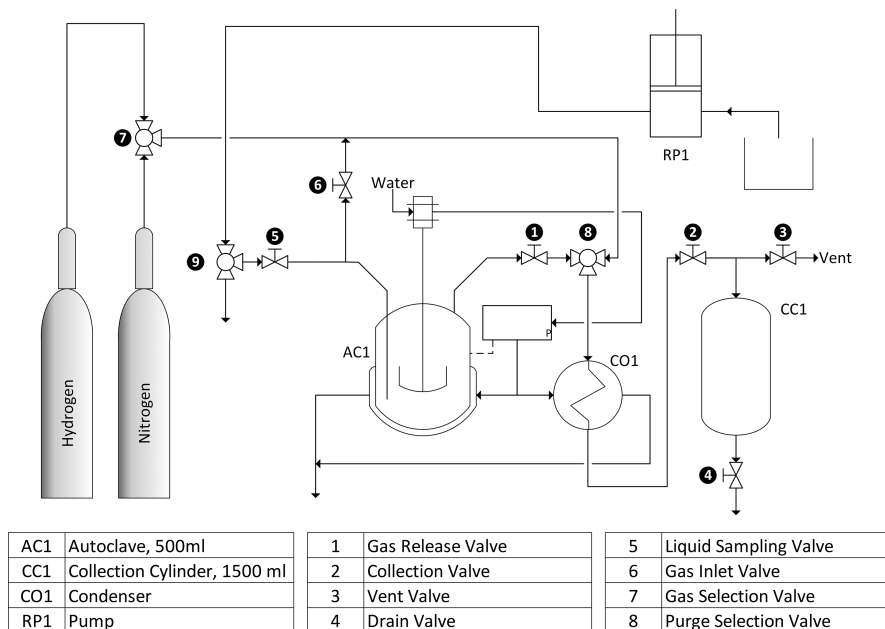 7
RP1
6
Water
5
1
8
2
3
9
Vent
CC1
P
AC1
CO1
Hydrogen
Nitrogen
4
AC1 Autoclave, 500ml
CC1 Collection Cylinder, 1500 ml
CO1 Condenser
RP1 Pump
1 Gas Release Valve
2 Collection Valve
3 Vent Valve
4 Drain Valve
5 Liquid Sampling Valve
6 Gas Inlet Valve
7 Gas Selection Valve
8 Purge Selection Valve